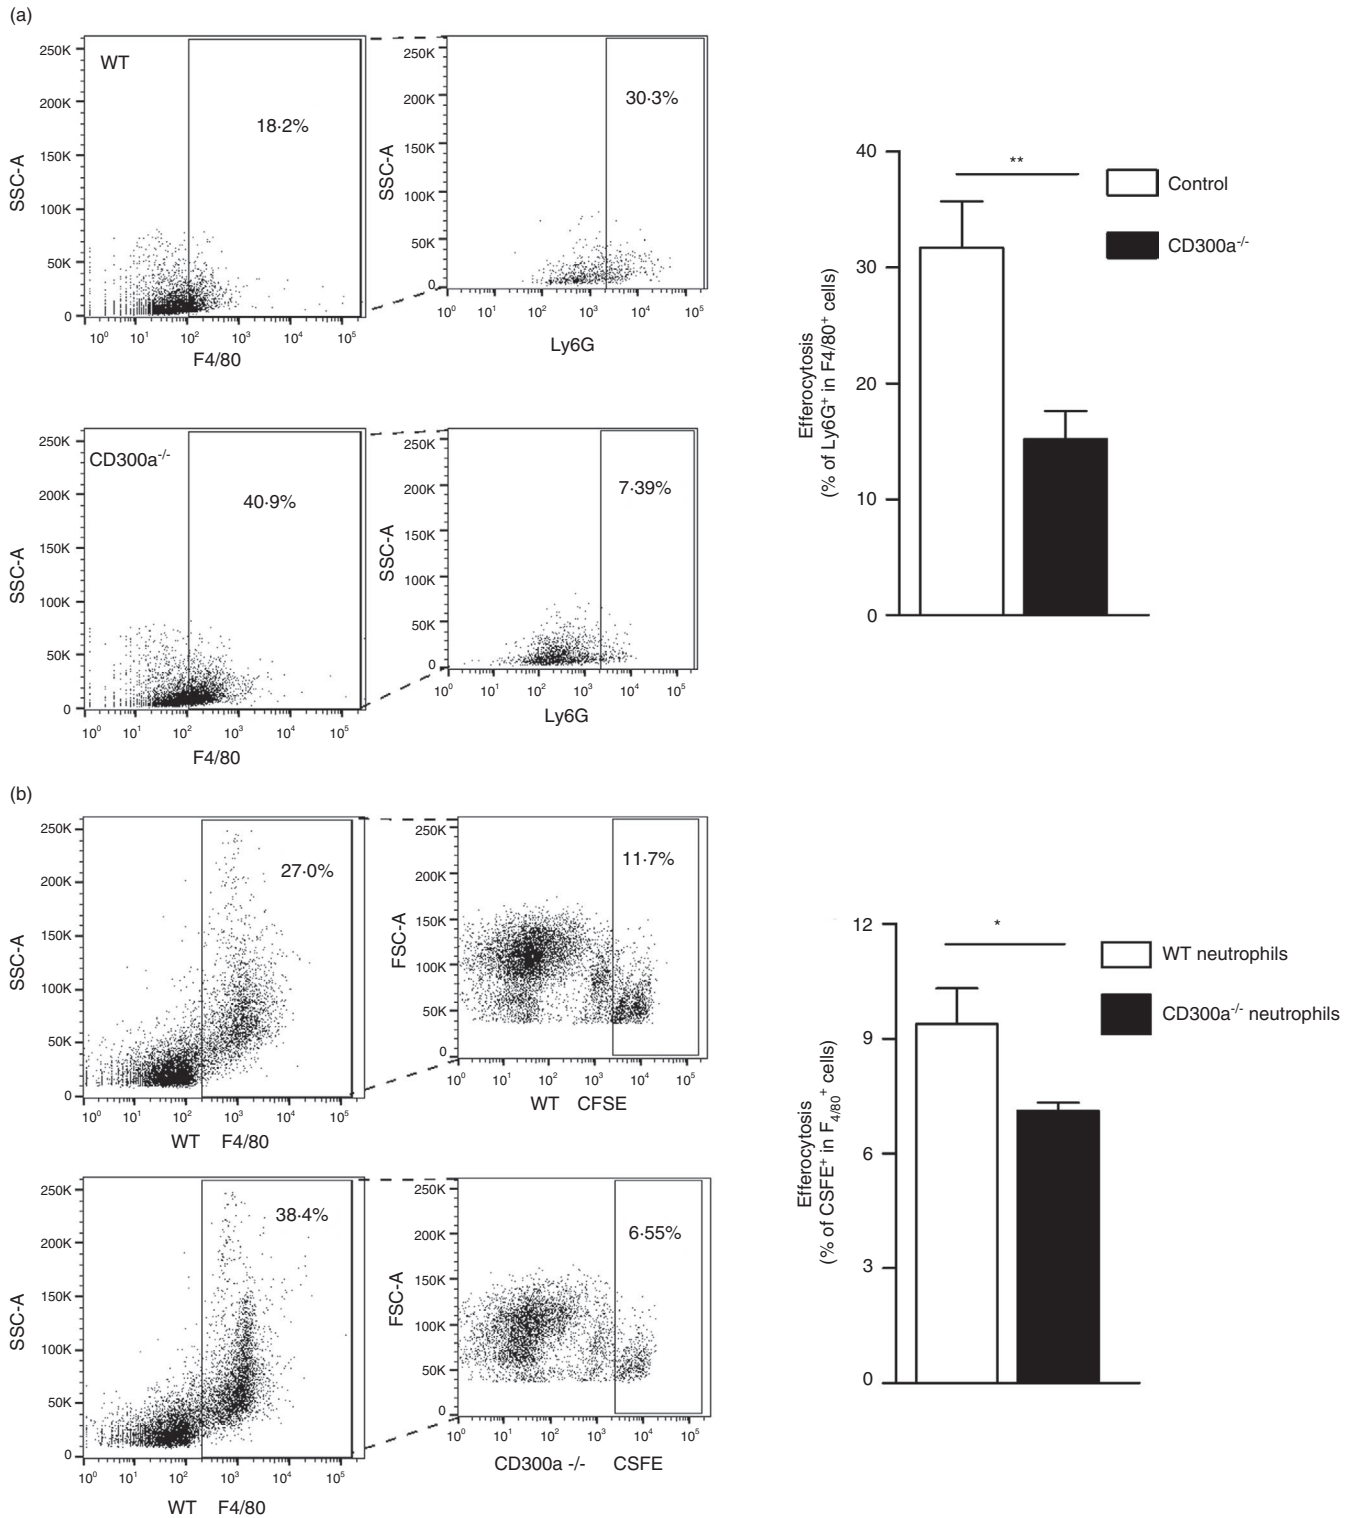 (a)
WT
18·2%
250K
200K
150K
100K
50K
0
SSC-A
10⁰ 10¹ 10² 10³ 10⁴ 10⁵
F4/80
30·3%
250K
200K
150K
100K
50K
0
SSC-A
10⁰ 10¹ 10² 10³ 10⁴ 10⁵
Ly6G
CD300a⁻/⁻
40·9%
250K
200K
150K
100K
50K
0
SSC-A
10⁰ 10¹ 10² 10³ 10⁴ 10⁵
F4/80
7·39%
250K
200K
150K
100K
50K
0
SSC-A
10⁰ 10¹ 10² 10³ 10⁴ 10⁵
Ly6G
40
30
20
10
0
Efferocytosis
(% of Ly6G⁺ in F4/80⁺ cells)
**
Control
CD300a⁻/⁻
(b)
27·0%
250K
200K
150K
100K
50K
0
SSC-A
10⁰ 10¹ 10² 10³ 10⁴ 10⁵
WT F4/80
11·7%
250K
200K
150K
100K
50K
0
FSC-A
10⁰ 10¹ 10² 10³ 10⁴ 10⁵
WT CFSE
38·4%
250K
200K
150K
100K
50K
0
SSC-A
10⁰ 10¹ 10² 10³ 10⁴ 10⁵
WT F4/80
6·55%
250K
200K
150K
100K
50K
0
FSC-A
10⁰ 10¹ 10² 10³ 10⁴ 10⁵
CD300a -/- CSFE
12
9
6
3
0
Efferocytosis
(% of CSFE⁺ in F₄/₈₀⁺ cells)
*
WT neutrophils
CD300a⁻/⁻ neutrophils